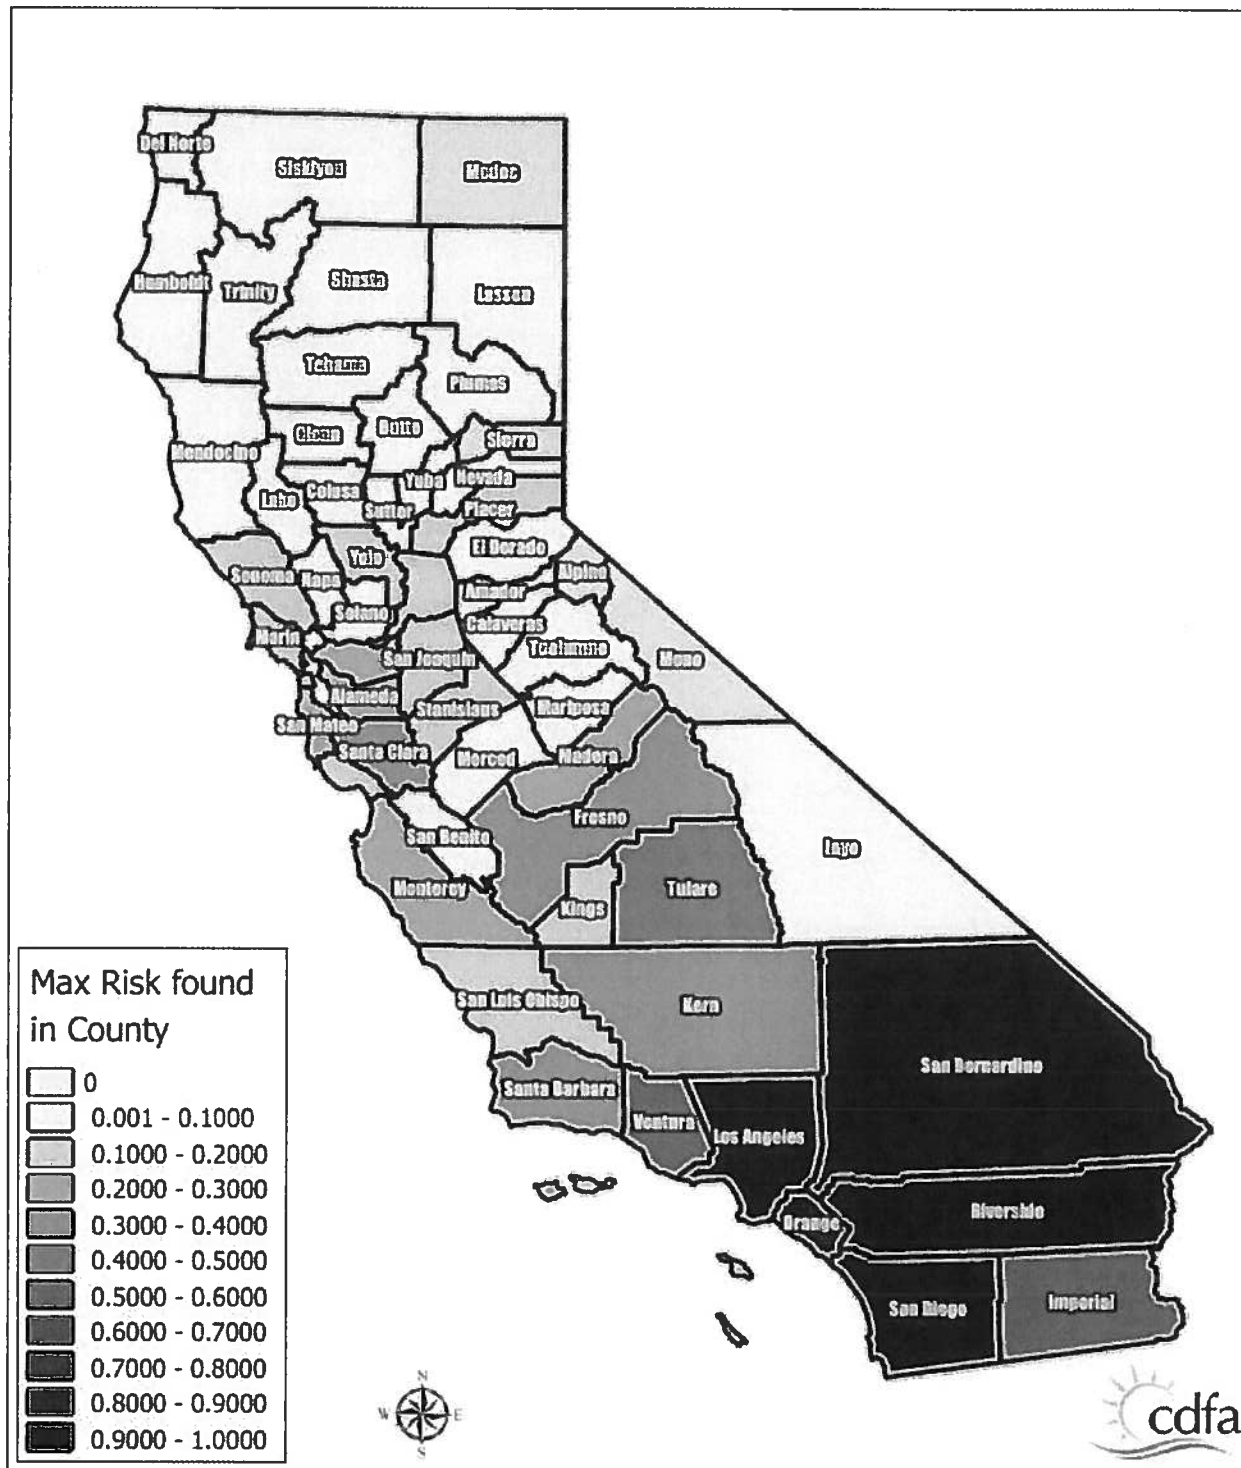 Del Norte
Siskiyou
Modoc
Humboldt
Trinity
Shasta
Lassen
Tehama
Plumas
Glenn
Butte
Sierra
Mendocino
Lake
Colusa
Yuba
Nevada
Sutter
Placer
Yolo
El Dorado
Sonoma
Napa
Alpine
Amador
Solano
Calaveras
Marin
San Joaquin
Tuolumne
Mono
Alameda
Stanislaus
Mariposa
San Mateo
Santa Clara
Merced
Madera
Fresno
San Benito
Inyo
Monterey
Kings
Tulare
San Luis Obispo
Kern
San Bernardino
Santa Barbara
Ventura
Los Angeles
Orange
Riverside
San Diego
Imperial
Max Risk found
in County
0
0.001 - 0.1000
0.1000 - 0.2000
0.2000 - 0.3000
0.3000 - 0.4000
0.4000 - 0.5000
0.5000 - 0.6000
0.6000 - 0.7000
0.7000 - 0.8000
0.8000 - 0.9000
0.9000 - 1.0000
N
W E
S
cdfa